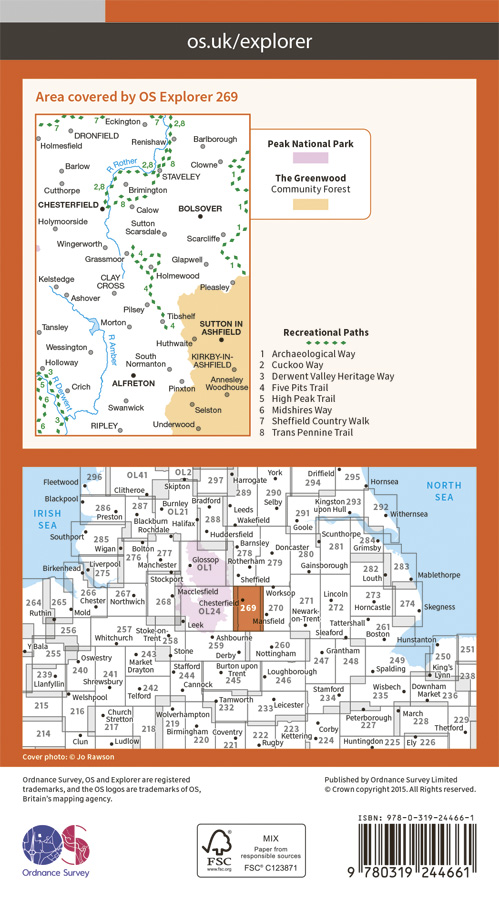 os.uk/explorer
Area covered by OS Explorer 269
Eckington
7
7
2,8
DRONFIELD
Holmesfield
Renishaw
Barlborough
R Rother
Barlow
2,8
Clowne
STAVELEY
Cutthorpe
2,8
Brimington
1
CHESTERFIELD
8
Calow
BOLSOVER
Holymoorside
Sutton
Scarsdale
1
Wingerworth
Scarcliffe
4
Grassmoor
Glapwell
1
Kelstedge
CLAY
CROSS
4
Holmewood
Pleasley
Ashover
Pilsley
Tibshelf
Tansley
Morton
4
SUTTON IN
ASHFIELD
Wessington
R Amber
Huthwaite
Holloway
South
Normanton
KIRKBY-IN-
ASHFIELD
3
5
R Derwent
Crich
ALFRETON
Pinxton
Annesley
Woodhouse
5
6
3
Swanwick
Selston
6
RIPLEY
Underwood
Peak National Park
The Greenwood
Community Forest
Recreational Paths
1 Archaeological Way
2 Cuckoo Way
3 Derwent Valley Heritage Way
4 Five Pits Trail
5 High Peak Trail
6 Midshires Way
7 Sheffield Country Walk
8 Trans Pennine Trail
Fleetwood 296 OL41 OL2 297 York Driffield 295
Skipton Harrogate 294 Hornsea
NORTH
SEA
Clitheroe
Blackpool 286 287 Burnley OL21 Bradford 289 290 Selby 291 Kingston upon Hull 293 292
Preston Leeds Withernsea
IRISH
SEA
Blackburn Halifax 288 Wakefield Goole
Southport 285 Rochdale Huddersfield Scunthorpe 284
Wigan Bolton 278 Barnsley 279 Doncaster 280 281 Grimsby
276 277 Glossop OL1 Rotherham
Birkenhead Liverpool 275 Manchester Gainsborough 282 283
Stockport Sheffield Louth Mablethorpe
266 267 268 Macclesfield Worksop Lincoln
264 265 Chester Northwich Chesterfield OL24 269 270 271 272 273 274
Ruthin Mold Mansfield Newark-on-Trent Horncastle Skegness
256 257 Stoke-on-Trent 258 Leek Tattershall 261
Whitchurch Ashbourne Sleaford Boston Hunstanton
Y Bala 255 Stone 259 260 247 248 250 251
Oswestry 243 Derby Nottingham Grantham 249
239 240 241 Market Drayton 244 Burton upon Trent 245 246 Spalding King's Lynn
Llanfyllin Shrewsbury Stafford Loughborough
Welshpool 242 Cannock Stamford 234 Wisbech 235 Downham Market 236
215 216 Telford Tamworth 232 233
217 Church Stretton 218 Wolverhampton 219 Leicester Peterborough 227 March 228 229
214 Birmingham 220 Coventry 221 222 223 Corby 224 Thetford
Clun Ludlow Rugby Kettering Huntingdon 225 Ely 226
Cover photo: © Jo Rawson
Ordnance Survey, OS and Explorer are registered
trademarks, and the OS logos are trademarks of OS,
Britain's mapping agency.
Published by Ordnance Survey Limited
© Crown copyright 2015. All Rights reserved.
OS
Ordnance Survey
FSC
www.fsc.org
MIX
Paper from
responsible sources
FSC® C123871
ISBN: 978-0-319-24466-1
9 780319 244661